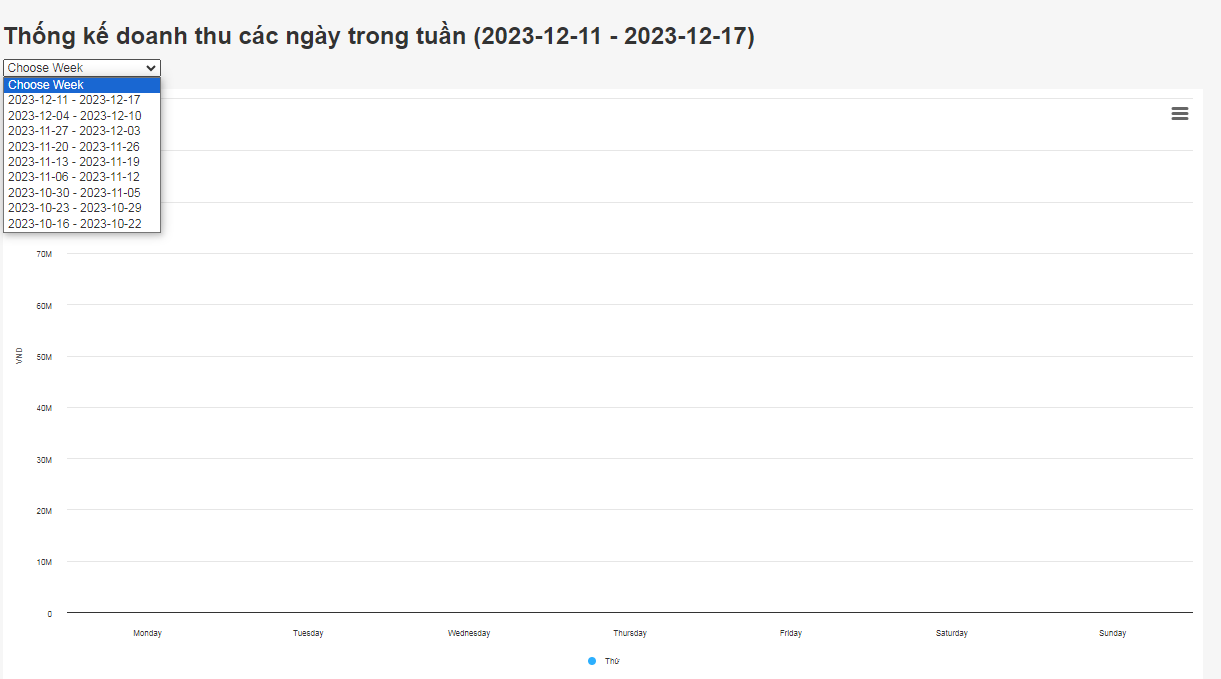 Thống kế doanh thu các ngày trong tuần (2023-12-11 - 2023-12-17)
Choose Week
Choose Week
2023-12-11 - 2023-12-17
2023-12-04 - 2023-12-10
2023-11-27 - 2023-12-03
2023-11-20 - 2023-11-26
2023-11-13 - 2023-11-19
2023-11-06 - 2023-11-12
2023-10-30 - 2023-11-05
2023-10-23 - 2023-10-29
2023-10-16 - 2023-10-22
70M
60M
VND
50M
40M
30M
20M
10M
0
Monday Tuesday Wednesday Thursday Friday Saturday Sunday
Thứ